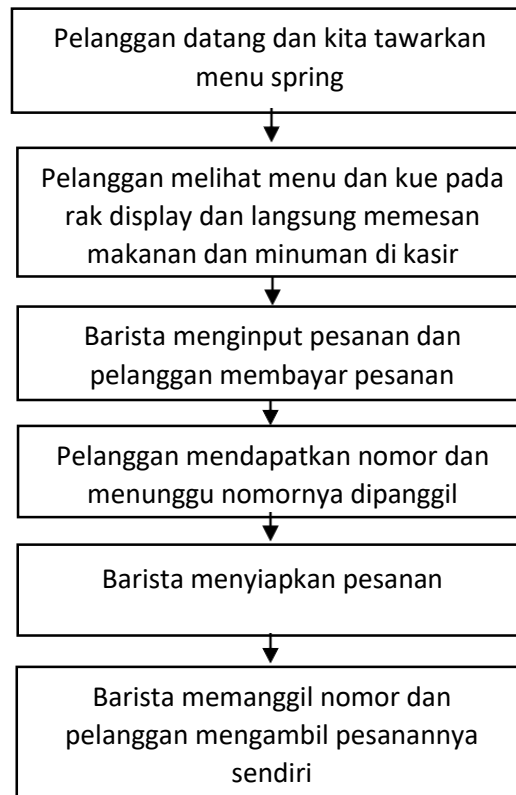 Pelanggan datang dan kita tawarkan
menu spring
Pelanggan melihat menu dan kue pada
rak display dan langsung memesan
makanan dan minuman di kasir
Barista menginput pesanan dan
pelanggan membayar pesanan
Pelanggan mendapatkan nomor dan
menunggu nomornya dipanggil
Barista menyiapkan pesanan
Barista memanggil nomor dan
pelanggan mengambil pesanannya
sendiri